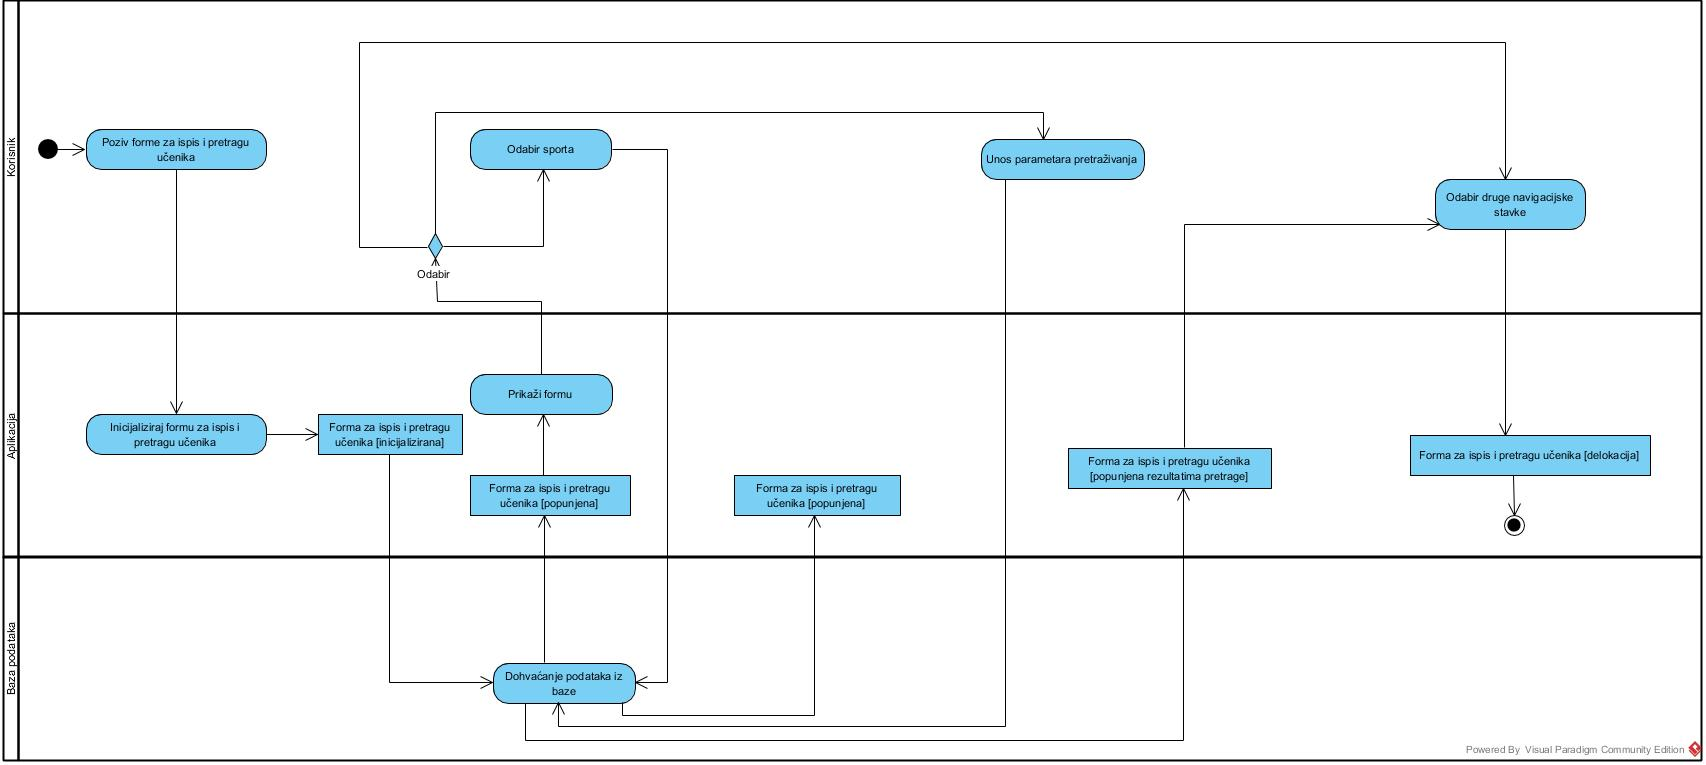 Korisnik
Poziv forme za ispis i pretragu
učenika
Odabir sporta
Unos parametara pretraživanja
Odabir druge navigacijske
stavke
Odabir
Aplikacija
Inicijaliziraj formu za ispis i
pretragu učenika
Forma za ispis i pretragu
učenika [inicijalizirana]
Prikaži formu
Forma za ispis i pretragu
učenika [popunjena]
Forma za ispis i pretragu
učenika [popunjena]
Forma za ispis i pretragu učenika
[popunjena rezultatima pretrage]
Forma za ispis i pretragu učenika [delokacija]
Baza podataka
Dohvaćanje podataka iz
baze
Powered By Visual Paradigm Community Edition